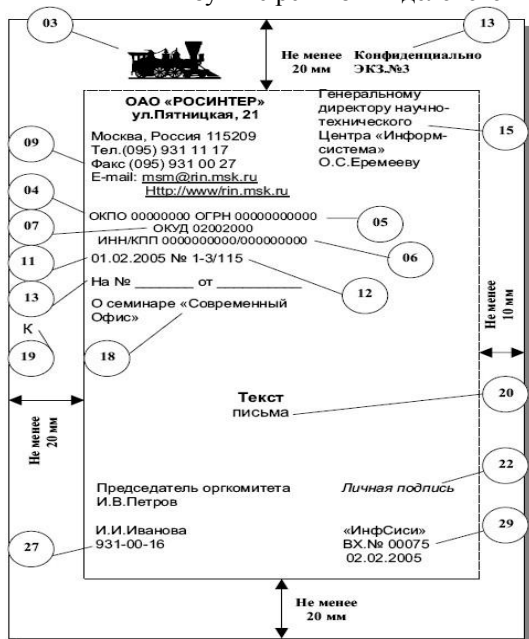 03
13
Не менее
20 мм
Конфиденциально
ЭКЗ.№3
ОАО «РОСИНТЕР»
ул.Пятницкая, 21
Генеральному
директору научно-
технического
Центра «Информ-
система»
О.С.Еремееву
15
09
Москва, Россия 115209
Тел.(095) 931 11 17
Факс (095) 931 00 27
E-mail: msm@rin.msk.ru
Http://www/rin.msk.ru
04
ОКПО 00000000 ОГРН 00000000000
05
07
ОКУД 02002000
ИНН/КПП 0000000000/000000000
06
11
01.02.2005 № 1-3/115
12
13
На № _______ от __________
О семинаре «Современный
Офис»
К
19
18
Не менее
10 мм
Текст
письма
20
Не менее
20 мм
22
Председатель оргкомитета
И.В.Петров
Личная подпись
27
И.И.Иванова
931-00-16
«ИнфСиси»
ВХ.№ 00075
02.02.2005
29
Не менее
20 мм